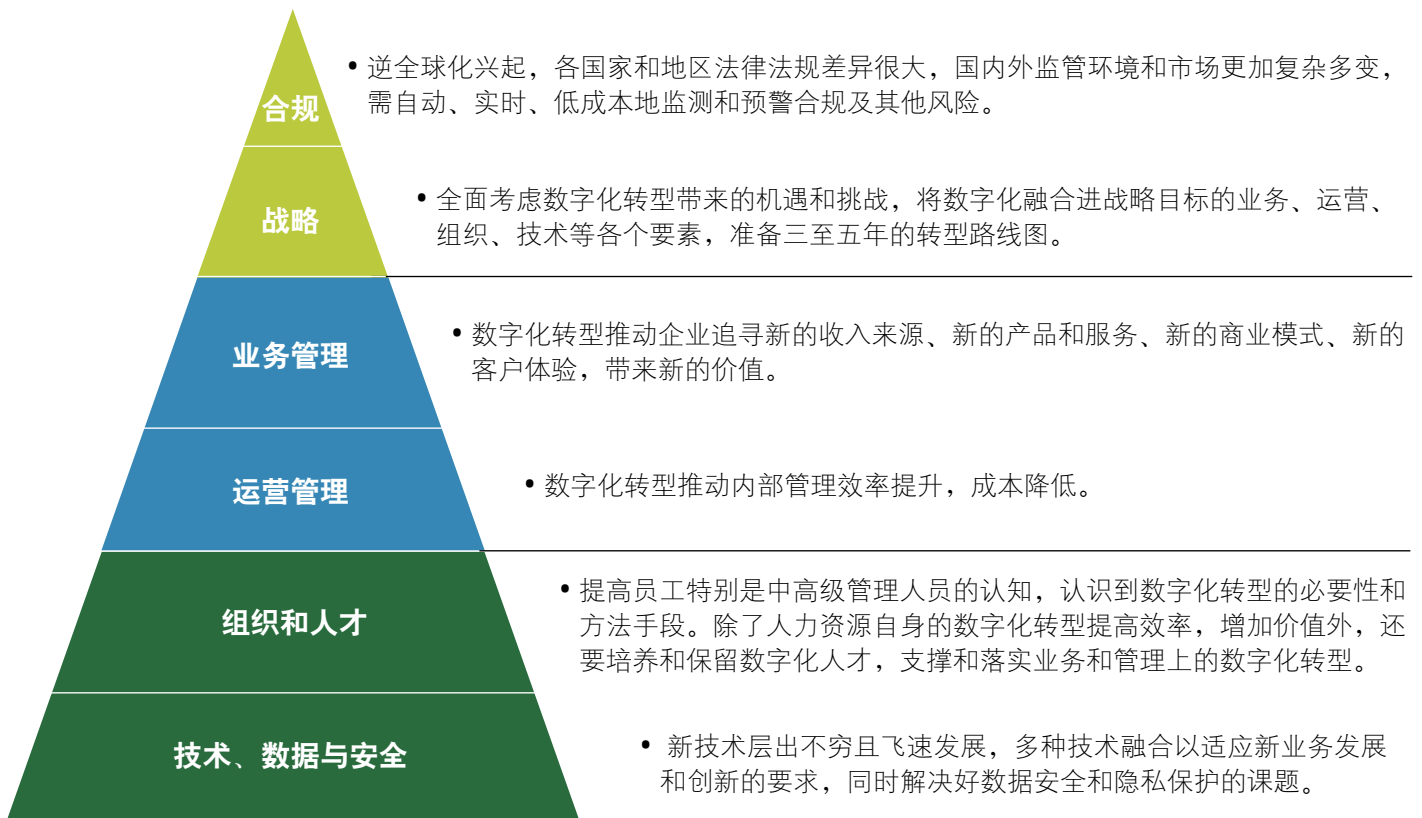 合规
• 逆全球化兴起，各国家和地区法律法规差异很大，国内外监管环境和市场更加复杂多变，
需自动、实时、低成本地监测和预警合规及其他风险。
战略
• 全面考虑数字化转型带来的机遇和挑战，将数字化融合进战略目标的业务、运营、
组织、技术等各个要素，准备三至五年的转型路线图。
业务管理
• 数字化转型推动企业追寻新的收入来源、新的产品和服务、新的商业模式、新的
客户体验，带来新的价值。
运营管理
• 数字化转型推动内部管理效率提升，成本降低。
组织和人才
• 提高员工特别是中高级管理人员的认知，认识到数字化转型的必要性和
方法手段。除了人力资源自身的数字化转型提高效率，增加价值外，还
要培养和保留数字化人才，支撑和落实业务和管理上的数字化转型。
技术、数据与安全
• 新技术层出不穷且飞速发展，多种技术融合以适应新业务发展
和创新的要求，同时解决好数据安全和隐私保护的课题。